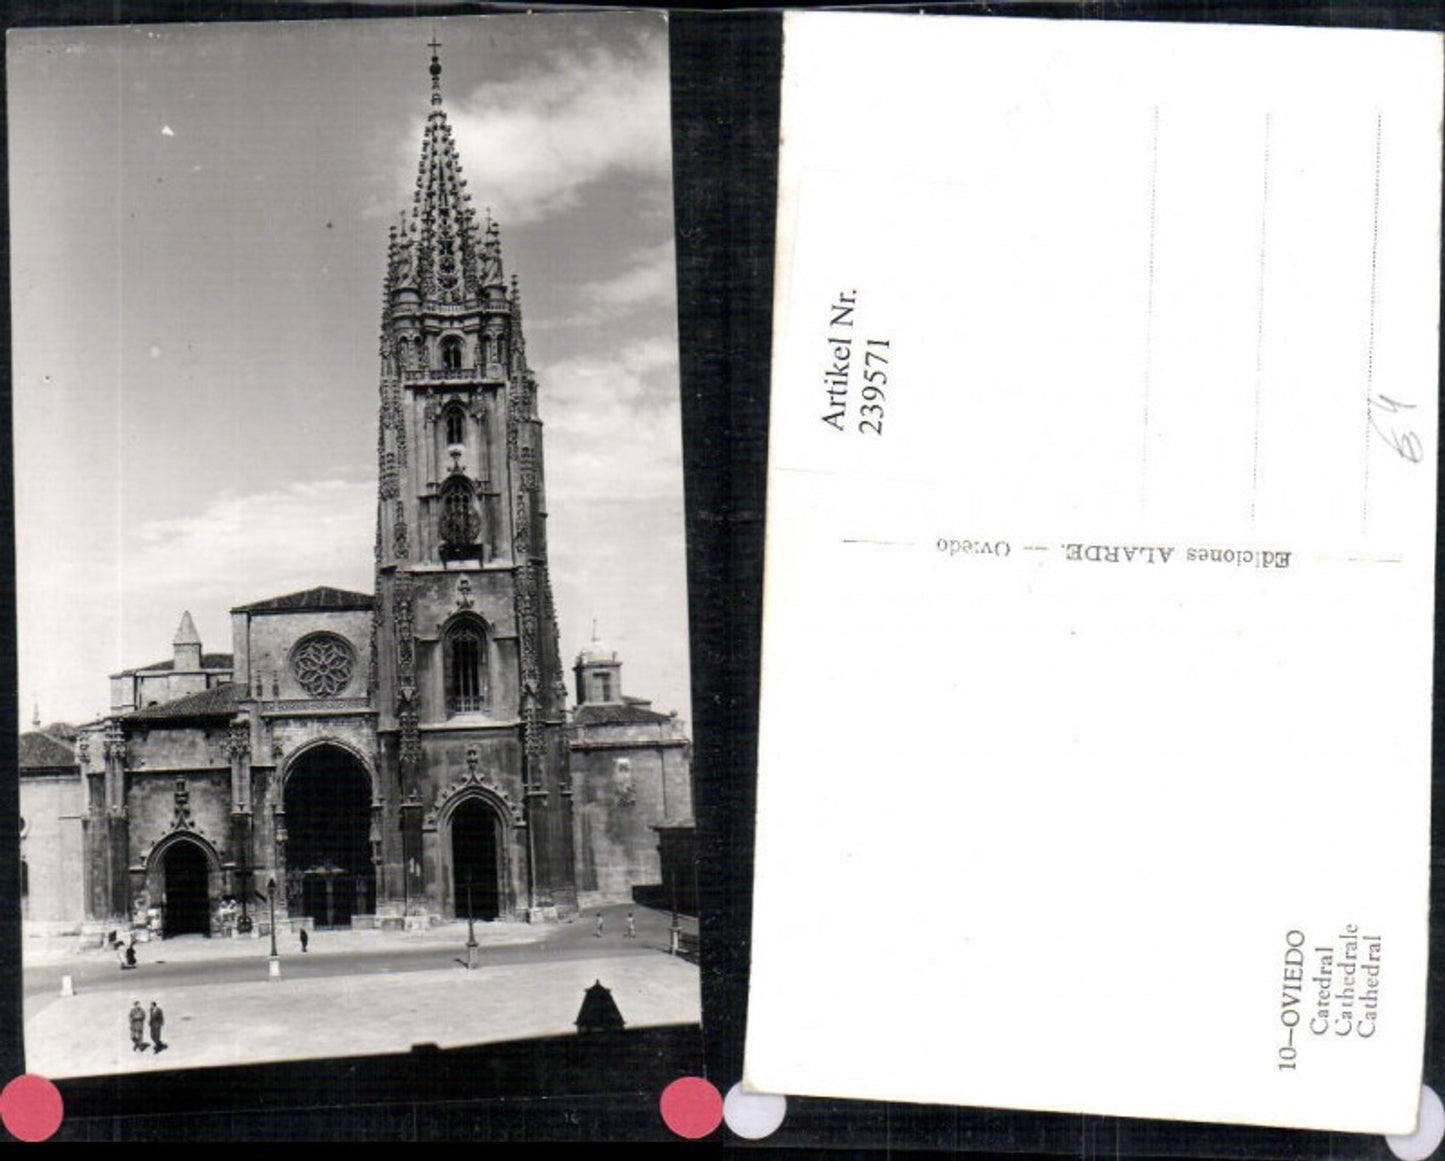 Artikel Nr.
239571
Ediciones ALARDE. — Oviedo
10—OVIEDO
Catedral
Cathedrale
Cathedral